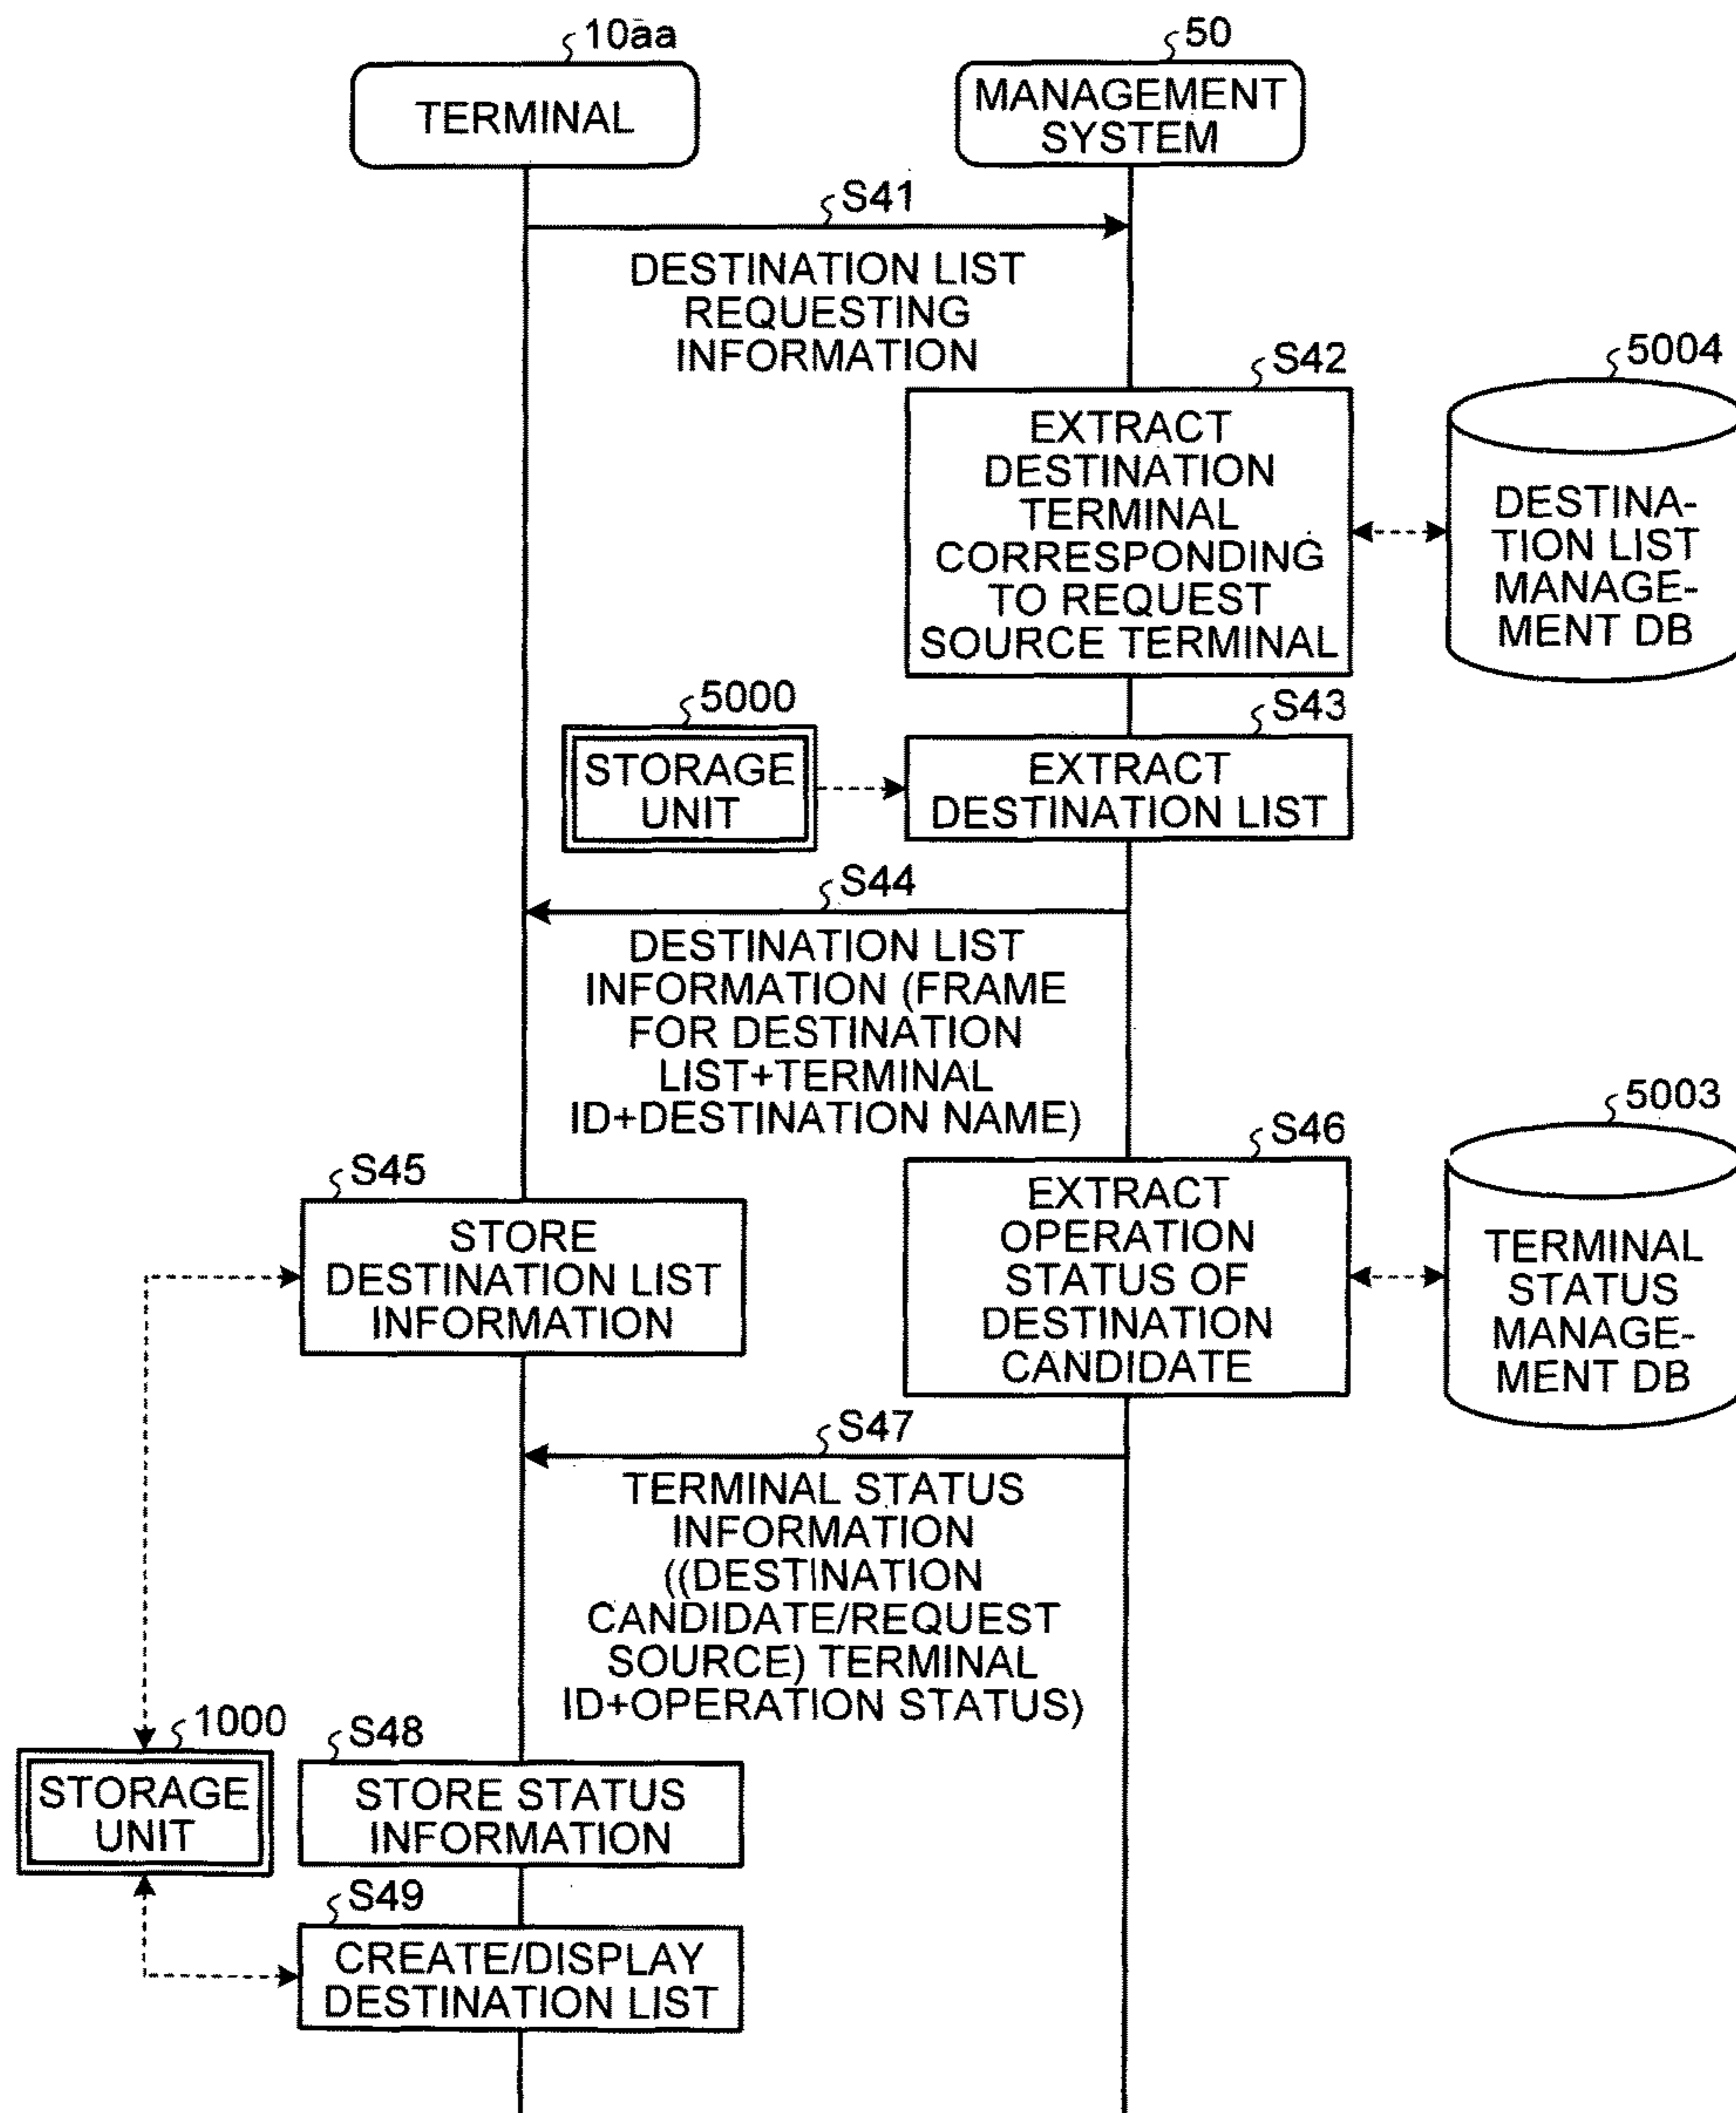 10aa
TERMINAL
50
MANAGEMENT
SYSTEM
S41
DESTINATION LIST
REQUESTING
INFORMATION
S42
EXTRACT
DESTINATION
TERMINAL
CORRESPONDING
TO REQUEST
SOURCE TERMINAL
5004
DESTINA-
TION LIST
MANAGE-
MENT DB
5000
STORAGE
UNIT
S43
EXTRACT
DESTINATION LIST
S44
DESTINATION LIST
INFORMATION (FRAME
FOR DESTINATION
LIST+TERMINAL
ID+DESTINATION NAME)
S45
STORE
DESTINATION LIST
INFORMATION
S46
EXTRACT
OPERATION
STATUS OF
DESTINATION
CANDIDATE
5003
TERMINAL
STATUS
MANAGE-
MENT DB
S47
TERMINAL STATUS
INFORMATION
((DESTINATION
CANDIDATE/REQUEST
SOURCE) TERMINAL
ID+OPERATION STATUS)
1000
STORAGE
UNIT
S48
STORE STATUS
INFORMATION
S49
CREATE/DISPLAY
DESTINATION LIST